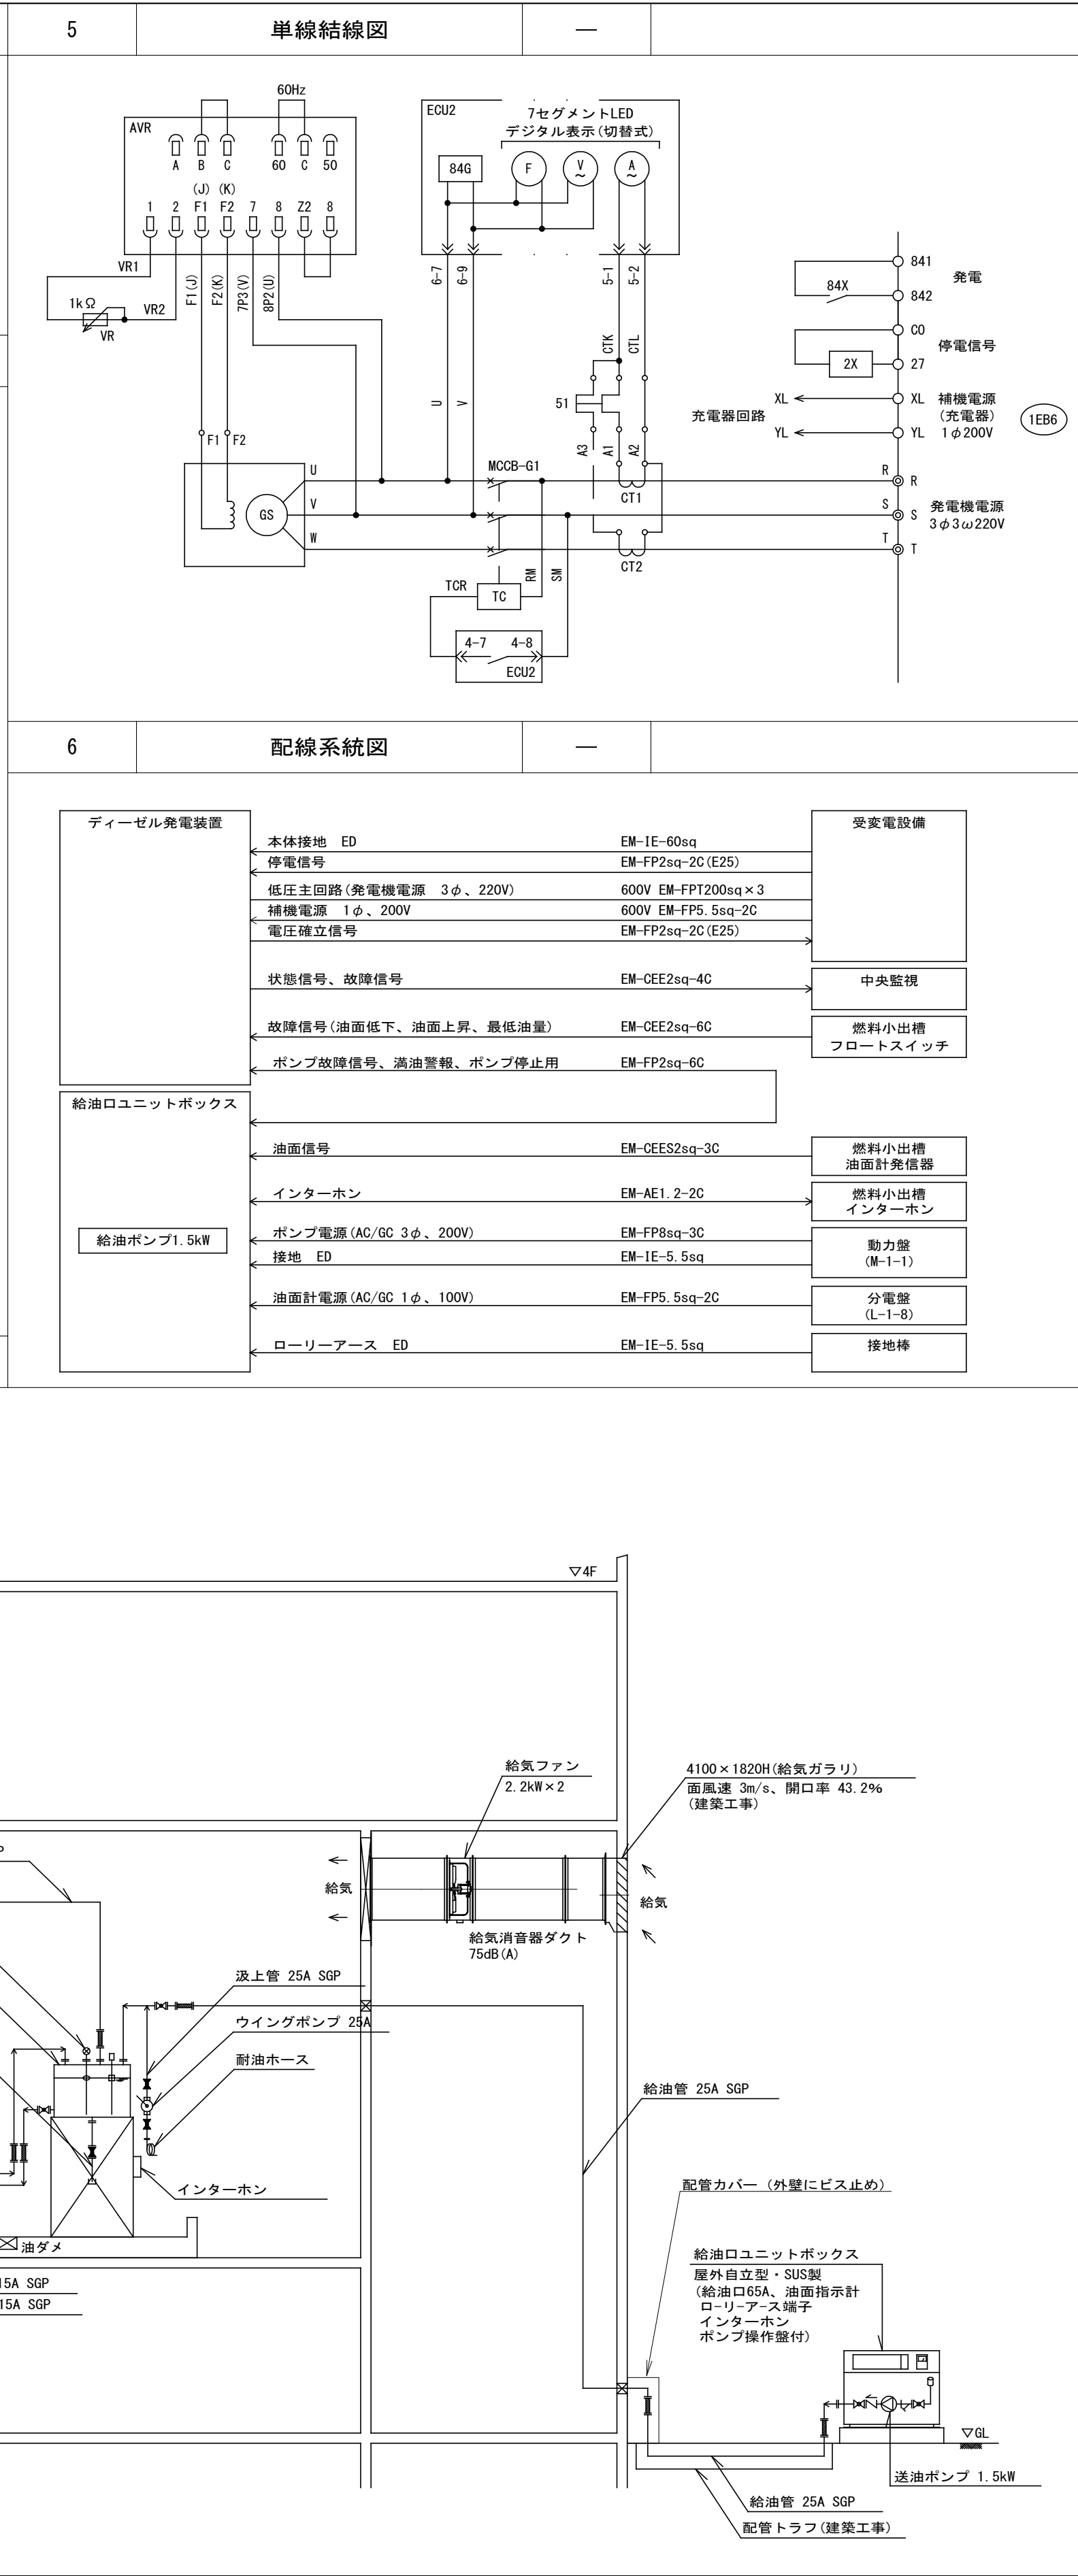 5 単線結線図 —
60Hz
AVR
A B C 60 C 50
(J) (K)
1 2 F1 F2 7 8 Z2 8
VR1
1kΩ
VR2
VR
F1(J)
F2(K)
7P3(V)
8P2(U)
F1 F2
GS
U
V
W
ECU2
7セグメントLED
デジタル表示(切替式)
84G
F
V
~
A
~
6-7
6-9
5-1
5-2
U
V
CTK
CTL
51
A3
A1
A2
MCCB-G1
CT1
CT2
TCR
TC
RM
SM
4-7 4-8
ECU2
841
発電
84X
842
CO
停電信号
2X
27
充電器回路
XL
XL
補機電源
(充電器)
1φ200V
YL
YL
1EB6
R
R
S
S
発電機電源
3φ3ω220V
T
T
6 配線系統図 —
ディーゼル発電装置
受変電設備
本体接地 ED EM-IE-60sq
停電信号 EM-FP2sq-2C(E25)
低圧主回路(発電機電源 3φ、220V) 600V EM-FPT200sq×3
補機電源 1φ、200V 600V EM-FP5.5sq-2C
電圧確立信号 EM-FP2sq-2C(E25)
状態信号、故障信号 EM-CEE2sq-4C
中央監視
故障信号(油面低下、油面上昇、最低油量) EM-CEE2sq-6C
燃料小出槽
フロートスイッチ
ポンプ故障信号、満油警報、ポンプ停止用 EM-FP2sq-6C
給油口ユニットボックス
油面信号 EM-CEES2sq-3C
燃料小出槽
油面計発信器
インターホン EM-AE1.2-2C
燃料小出槽
インターホン
給油ポンプ1.5kW
ポンプ電源(AC/GC 3φ、200V) EM-FP8sq-3C
接地 ED EM-IE-5.5sq
動力盤
(M-1-1)
油面計電源(AC/GC 1φ、100V) EM-FP5.5sq-2C
分電盤
(L-1-8)
ローリーアース ED EM-IE-5.5sq
接地棒
▽4F
給気ファン
2.2kW×2
4100×1820H(給気ガラリ)
面風速 3m/s、開口率 43.2%
(建築工事)
給気
給気
給気消音器ダクト
75dB(A)
汲上管 25A SGP
ウイングポンプ 25A
耐油ホース
給油管 25A SGP
インターホン
配管カバー (外壁にビス止め)
油ダメ
15A SGP
15A SGP
給油口ユニットボックス
屋外自立型・SUS製
(給油口65A、油面指示計
ローリーアース端子
インターホン
ポンプ操作盤付)
▽GL
送油ポンプ 1.5kW
給油管 25A SGP
配管トラフ(建築工事)